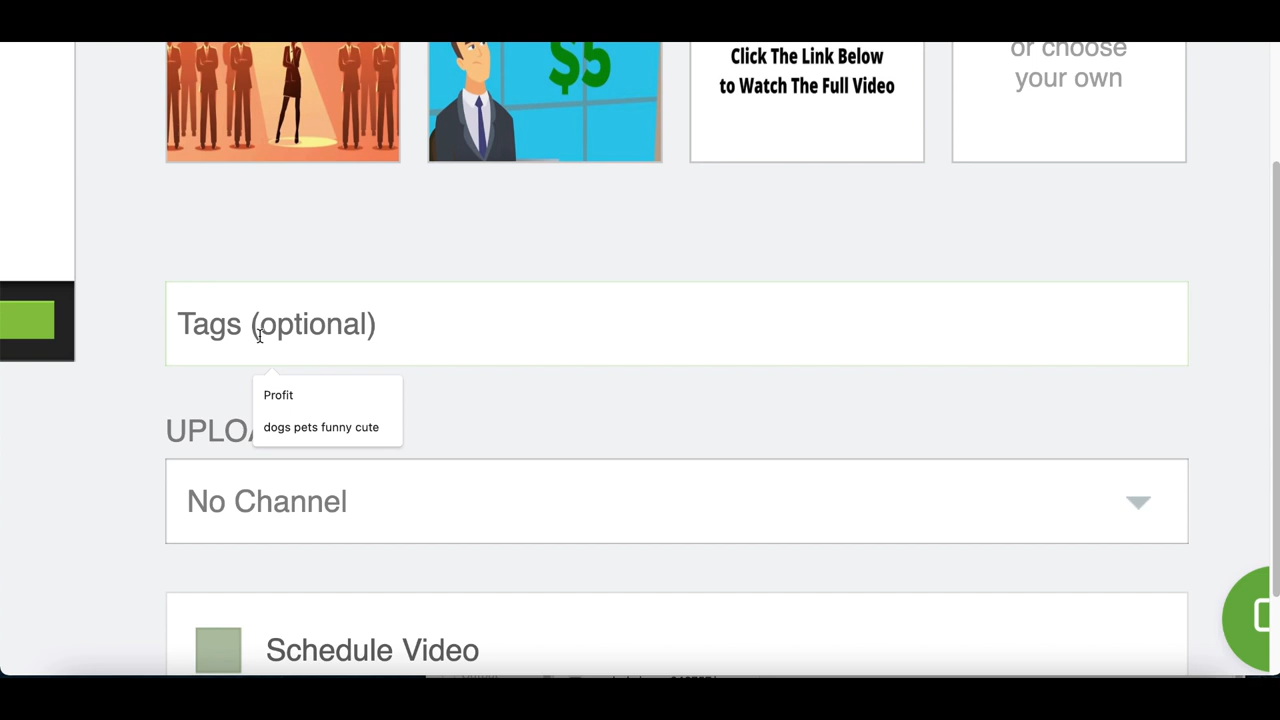 $5
Click The Link Below
to Watch The Full Video
or choose
your own
Tags (optional)
Profit
dogs pets funny cute
UPLOA
No Channel
Schedule Video